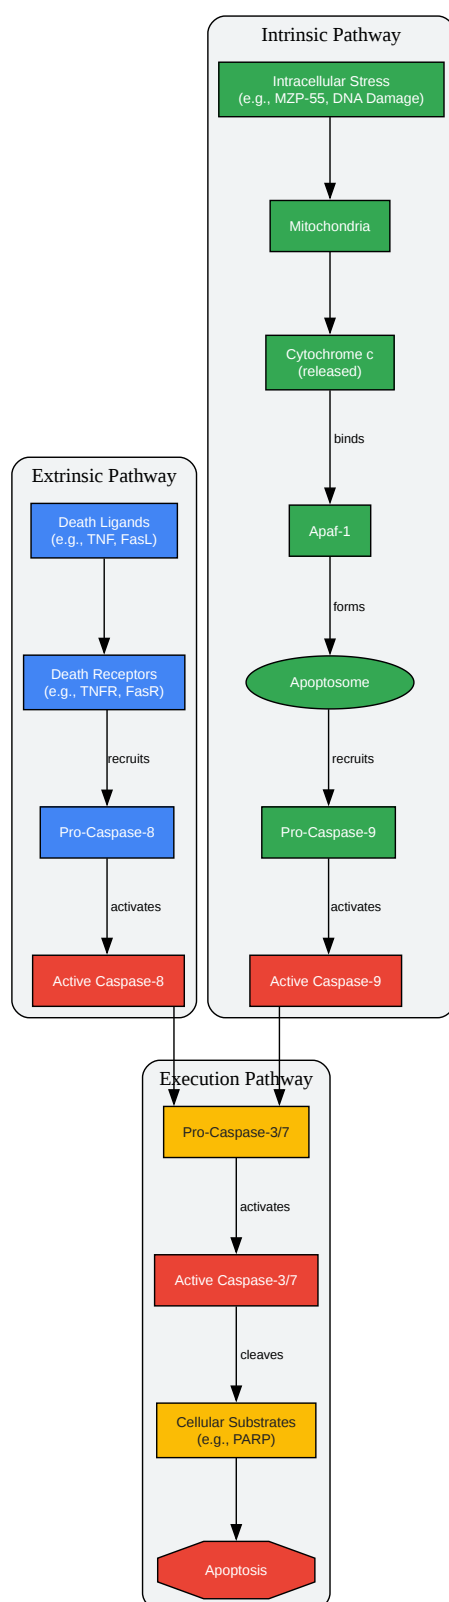 Intrinsic Pathway
Intracellular Stress
(e.g., MZP-55, DNA Damage)
Mitochondria
Cytochrome c
(released)
binds
Apaf-1
forms
Apoptosome
recruits
Pro-Caspase-9
activates
Active Caspase-9
Extrinsic Pathway
Death Ligands
(e.g., TNF, FasL)
Death Receptors
(e.g., TNFR, FasR)
recruits
Pro-Caspase-8
activates
Active Caspase-8
Execution Pathway
Pro-Caspase-3/7
activates
Active Caspase-3/7
cleaves
Cellular Substrates
(e.g., PARP)
Apoptosis